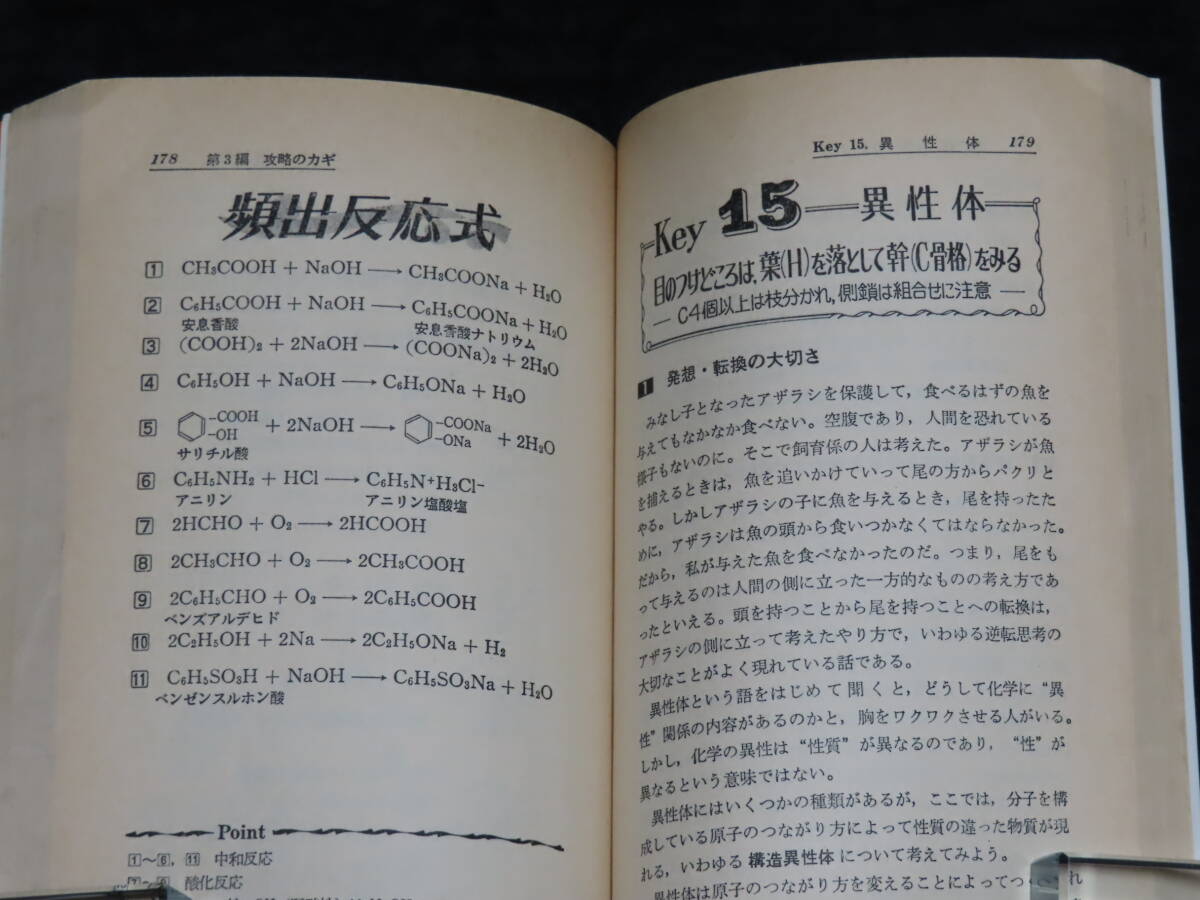 178 第3編 攻略のカギ
頻出反応式
1 CH₃COOH + NaOH → CH₃COONa + H₂O
2 C₆H₅COOH + NaOH → C₆H₅COONa + H₂O
安息香酸 安息香酸ナトリウム
3 (COOH)₂ + 2NaOH → (COONa)₂ + 2H₂O
4 C₆H₅OH + NaOH → C₆H₅ONa + H₂O
5 -COOH -OH + 2NaOH → -COONa -ONa + 2H₂O
サリチル酸
6 C₆H₅NH₂ + HCl → C₆H₅N⁺H₃Cl⁻
アニリン アニリン塩酸塩
7 2HCHO + O₂ → 2HCOOH
8 2CH₃CHO + O₂ → 2CH₃COOH
9 2C₆H₅CHO + O₂ → 2C₆H₅COOH
ベンズアルデヒド
10 2C₂H₅OH + 2Na → 2C₂H₅ONa + H₂
11 C₆H₅SO₃H + NaOH → C₆H₅SO₃Na + H₂O
ベンゼンスルホン酸
Point
1～6, 11 中和反応
酸化反応
Key 15. 異性体 179
Key 15 異性体
目のつけどころは,葉(H)を落として幹(C骨格)をみる
C4個以上は枝分かれ,側鎖は組合せに注意
1 発想・転換の大切さ
みなし子となったアザラシを保護して，食べるはずの魚を
与えてもなかなか食べない。空腹であり，人間を恐れている
様子もないのに。そこで飼育係の人は考えた。アザラシが魚
を捕えるときは，魚を追いかけていって尾の方からパクリと
やる。しかしアザラシの子に魚を与えるとき，尾を持ったた
めに，アザラシは魚の頭から食いつかなくてはならなかった。
だから，私が与えた魚を食べなかったのだ。つまり，尾をも
って与えるのは人間の側に立った一方的なものの考え方であ
ったといえる。頭を持つことから尾を持つことへの転換は，
アザラシの側に立って考えたやり方で，いわゆる逆転思考の
大切なことがよく現れている話である。
異性体という語をはじめて聞くと，どうして化学に“異
性”関係の内容があるのかと，胸をワクワクさせる人がいる。
しかし，化学の異性は“性質”が異なるのであり，“性”が
異なるという意味ではない。
異性体にはいくつかの種類があるが，ここでは，分子を構
成している原子のつながり方によって性質の違った物質が現
れる，いわゆる構造異性体について考えてみよう。
異性体は原子のつながり方を変えることによってつ